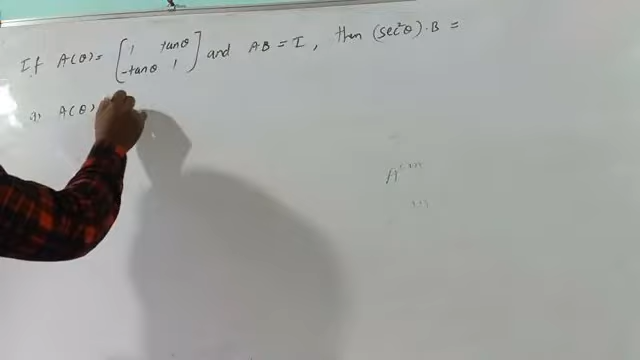 If A(θ) = [1 tanθ
-tanθ 1] and AB = I, then (sec²θ).B =
a) A(θ)